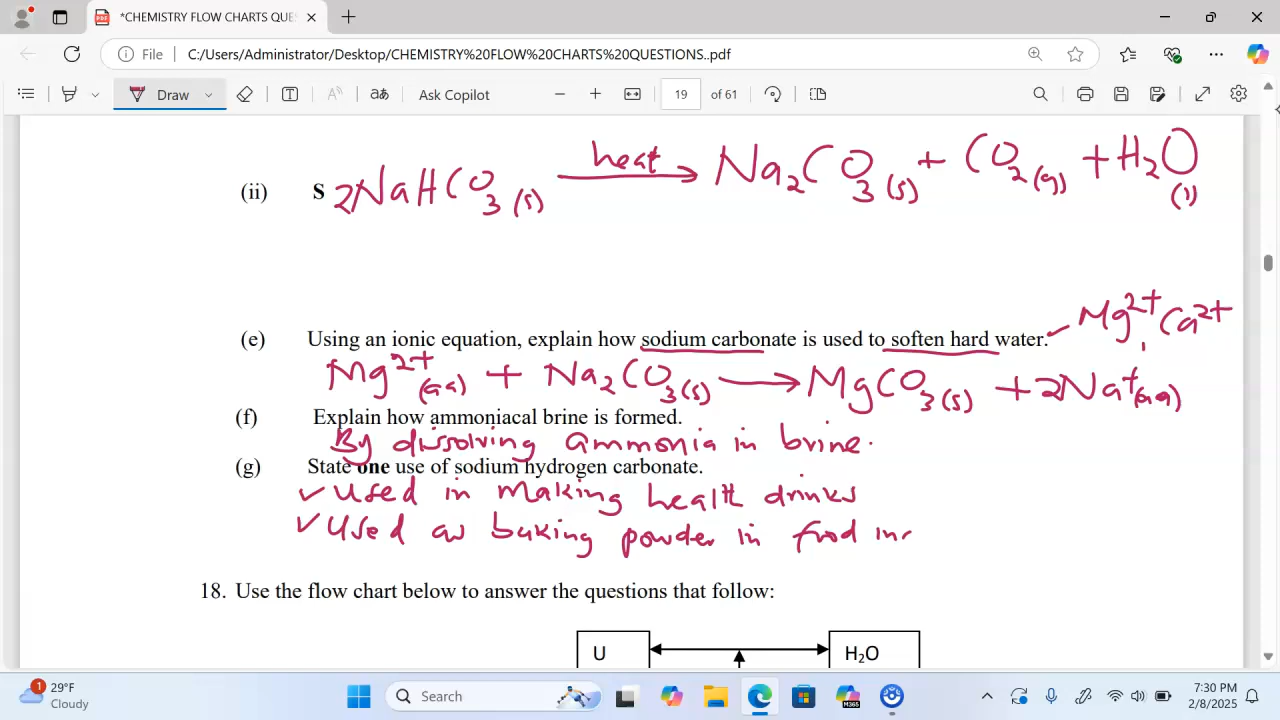 *CHEMISTRY FLOW CHARTS QUES
File C:/Users/Administrator/Desktop/CHEMISTRY%20FLOW%20CHARTS%20QUESTIONS..pdf
Draw Ask Copilot 19 of 61
heat
(ii) S 2NaHCO3(s) → Na2CO3(s) + CO2(g) + H2O(l)
Mg2+, Ca2+
(e) Using an ionic equation, explain how sodium carbonate is used to soften hard water.
Mg2+(aq) + Na2CO3(s) → MgCO3(s) + 2Na+(aq)
(f) Explain how ammoniacal brine is formed.
By dissolving ammonia in brine.
(g) State one use of sodium hydrogen carbonate.
✓ Used in making health drinks
✓ Used as baking powder in food
18. Use the flow chart below to answer the questions that follow:
U H2O
1 29°F Search 7:30 PM
Cloudy 2/8/2025